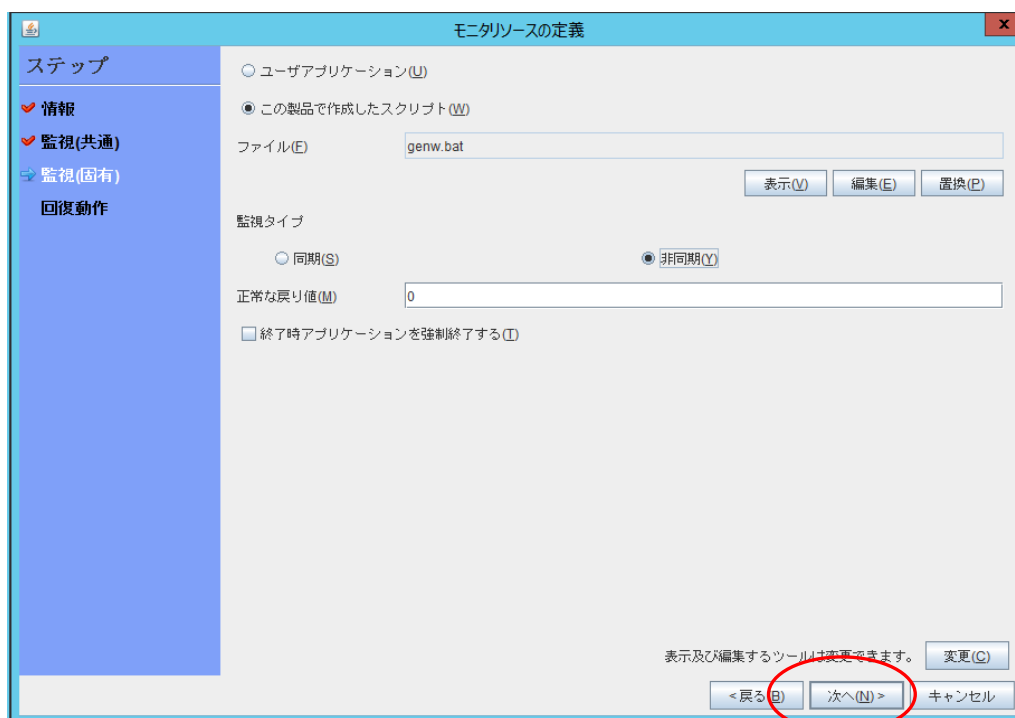 モニタリソースの定義
x
ステップ
情報
監視(共通)
監視(固有)
回復動作
ユーザアプリケーション(U)
この製品で作成したスクリプト(W)
ファイル(F) genw.bat
表示(V) 編集(E) 置換(P)
監視タイプ
同期(S) 非同期(Y)
正常な戻り値(M) 0
終了時アプリケーションを強制終了する(T)
表示及び編集するツールは変更できます。 変更(C)
<戻る(B) 次へ(N)> キャンセル